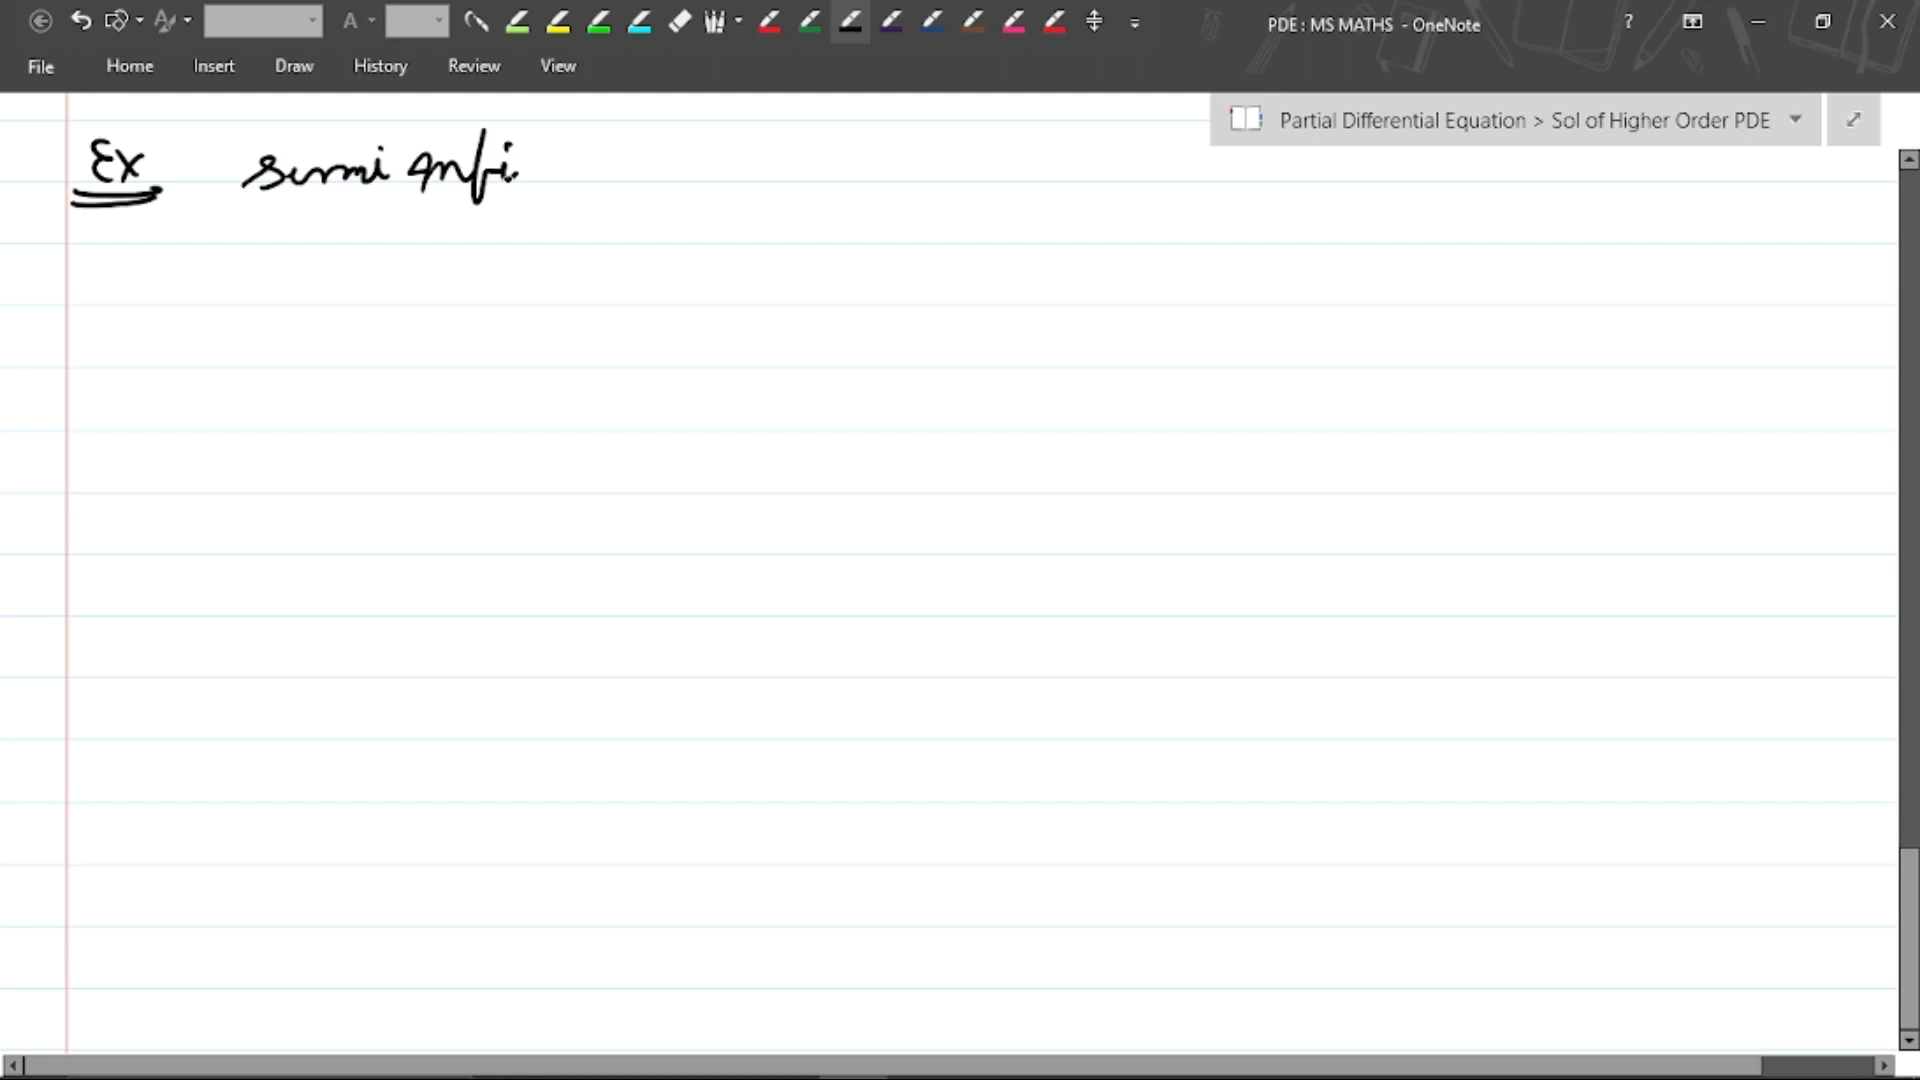 PDE : MS MATHS - OneNote
?
A
File Home Insert Draw History Review View
Partial Differential Equation > Sol of Higher Order PDE
Ex semi infi